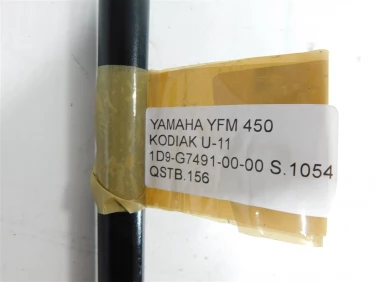 YAMAHA YFM 450
KODIAK U-11
1D9-G7491-00-00 S.1054
QSTB.156